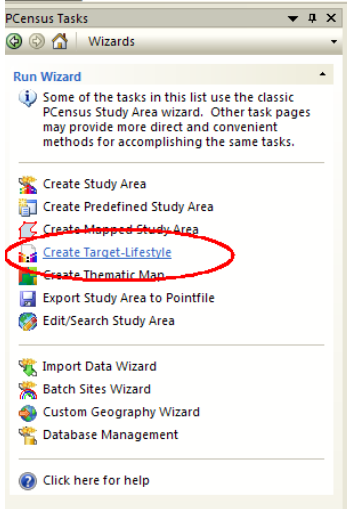 PCensus Tasks
Wizards
Run Wizard
Some of the tasks in this list use the classic
PCensus Study Area wizard. Other task pages
may provide more direct and convenient
methods for accomplishing the same tasks.
Create Study Area
Create Predefined Study Area
Create Mapped Study Area
Create Target-Lifestyle
Create Thematic Map
Export Study Area to Pointfile
Edit/Search Study Area
Import Data Wizard
Batch Sites Wizard
Custom Geography Wizard
Database Management
Click here for help